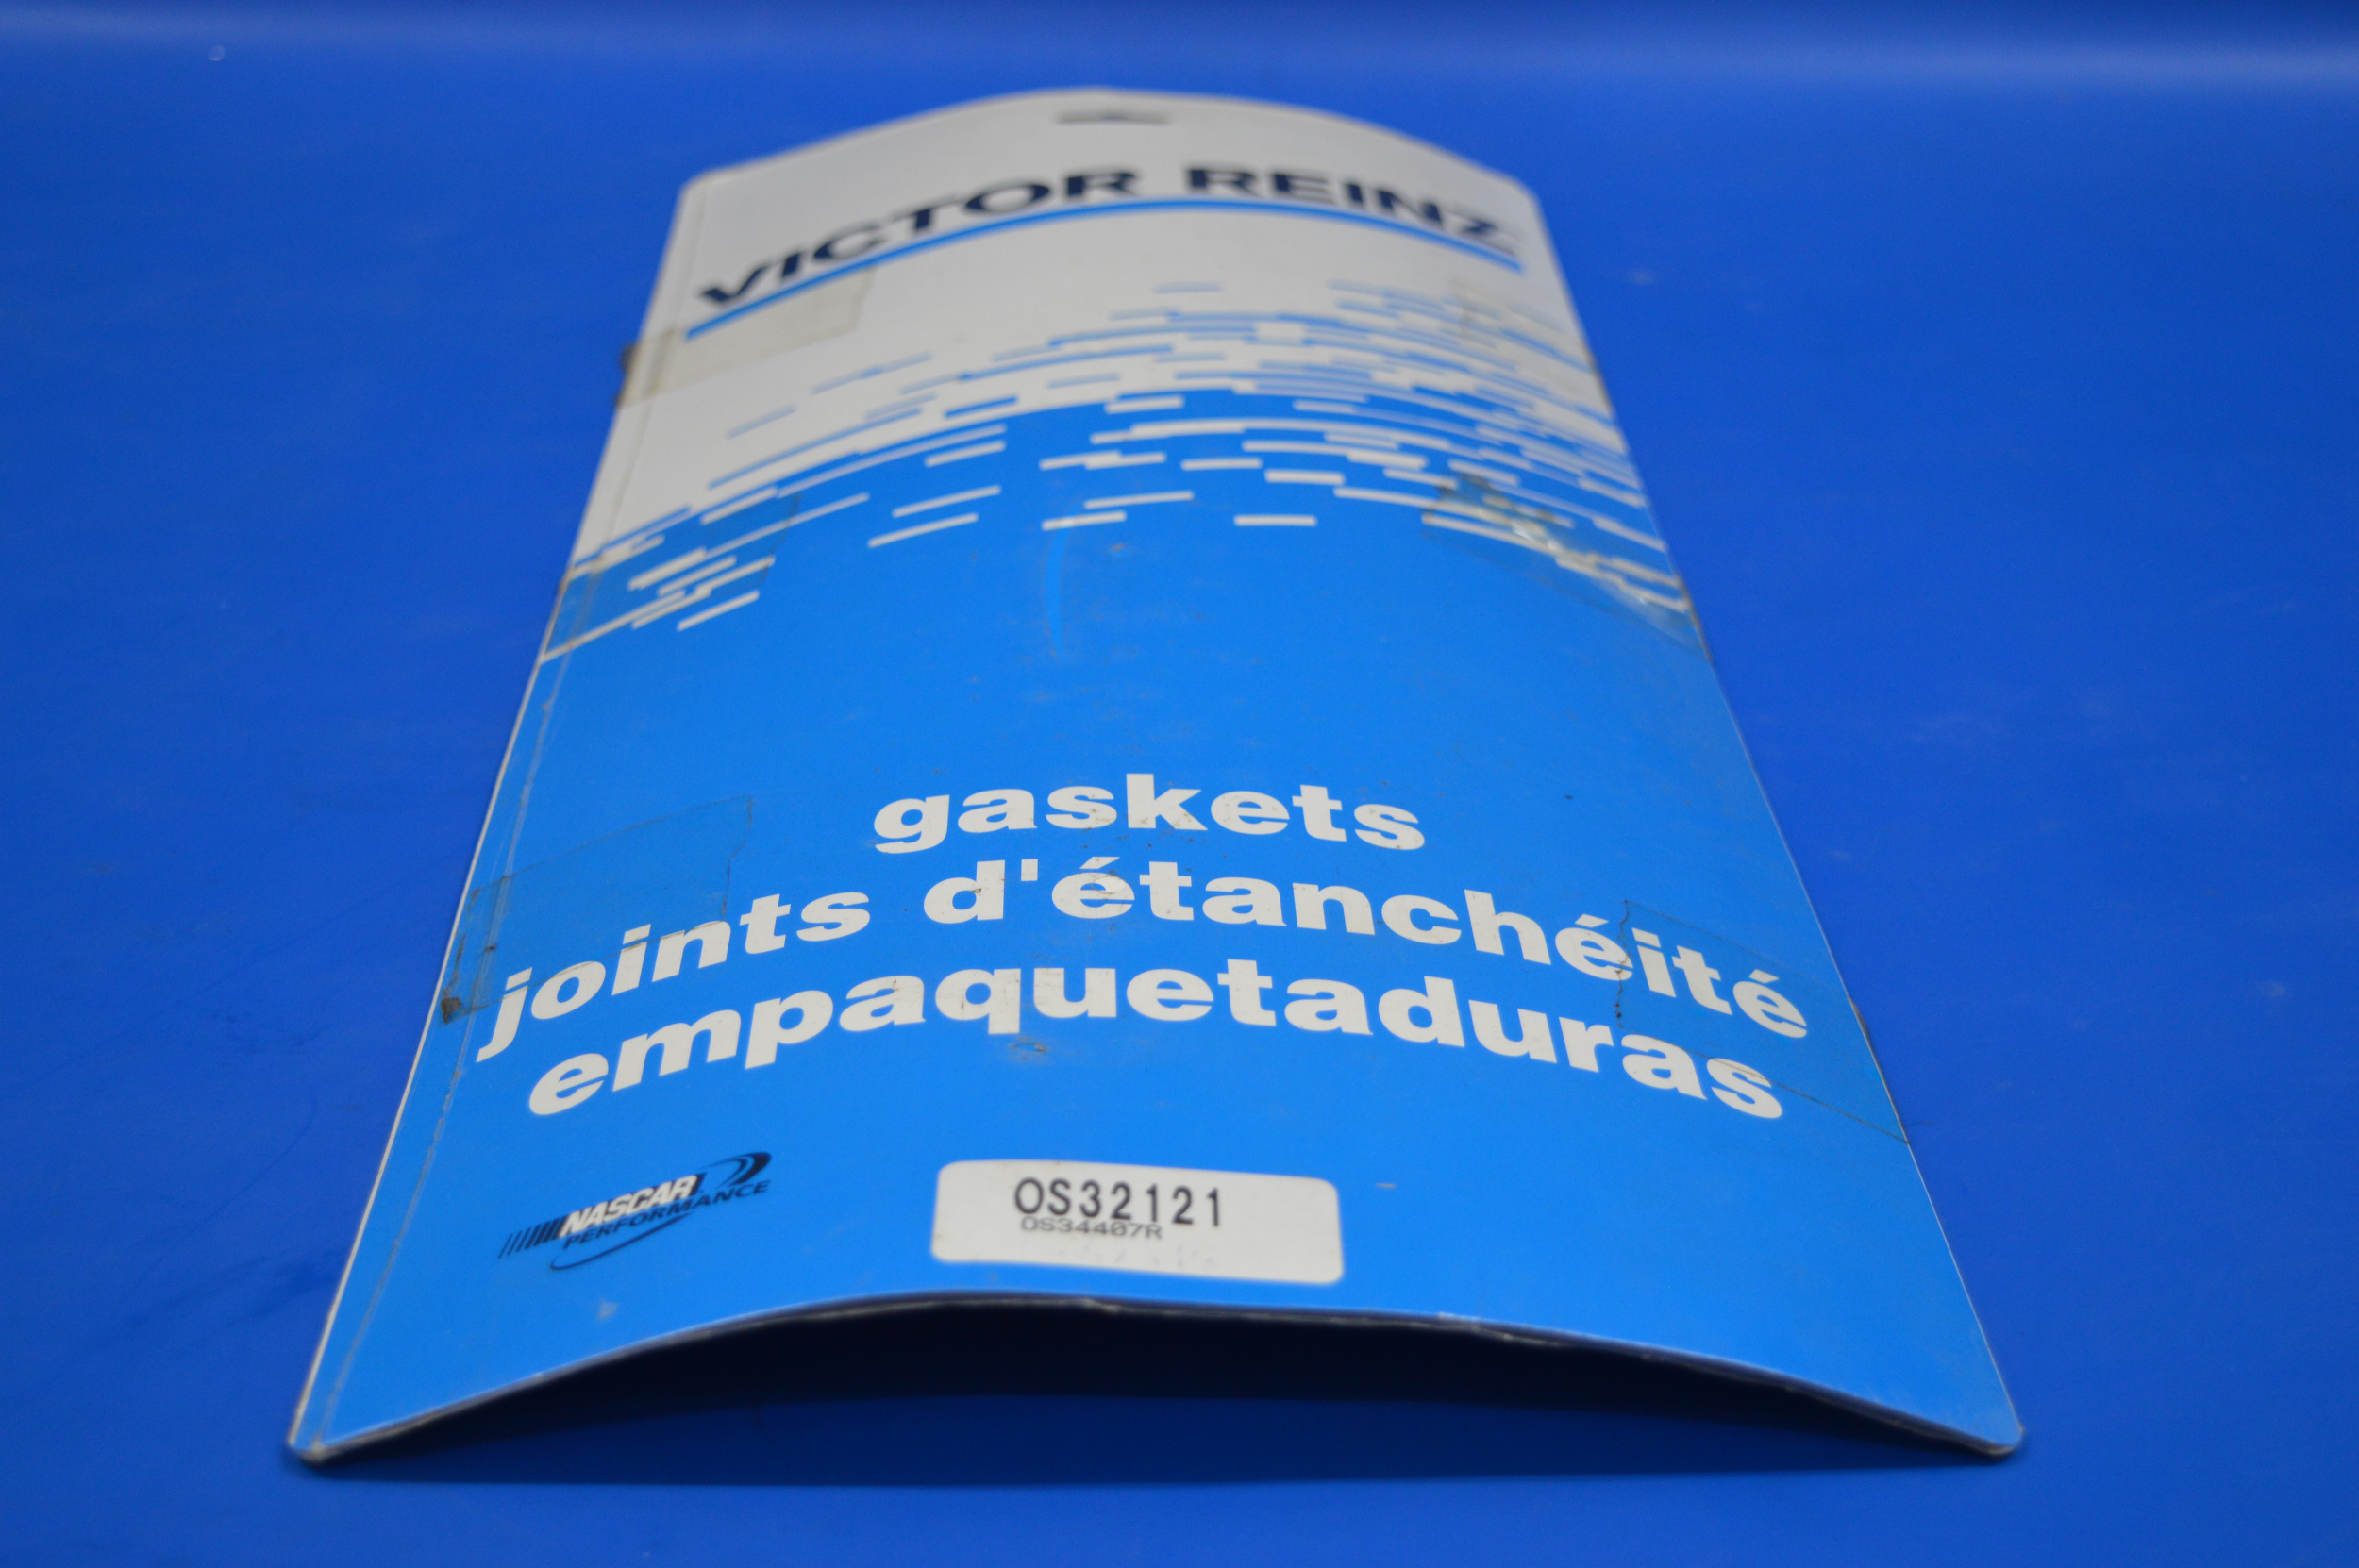 VICTOR REINZ
gaskets
joints d'étanchéité
empaquetaduras
NASCAR
PERFORMANCE
OS32121
OS34407R